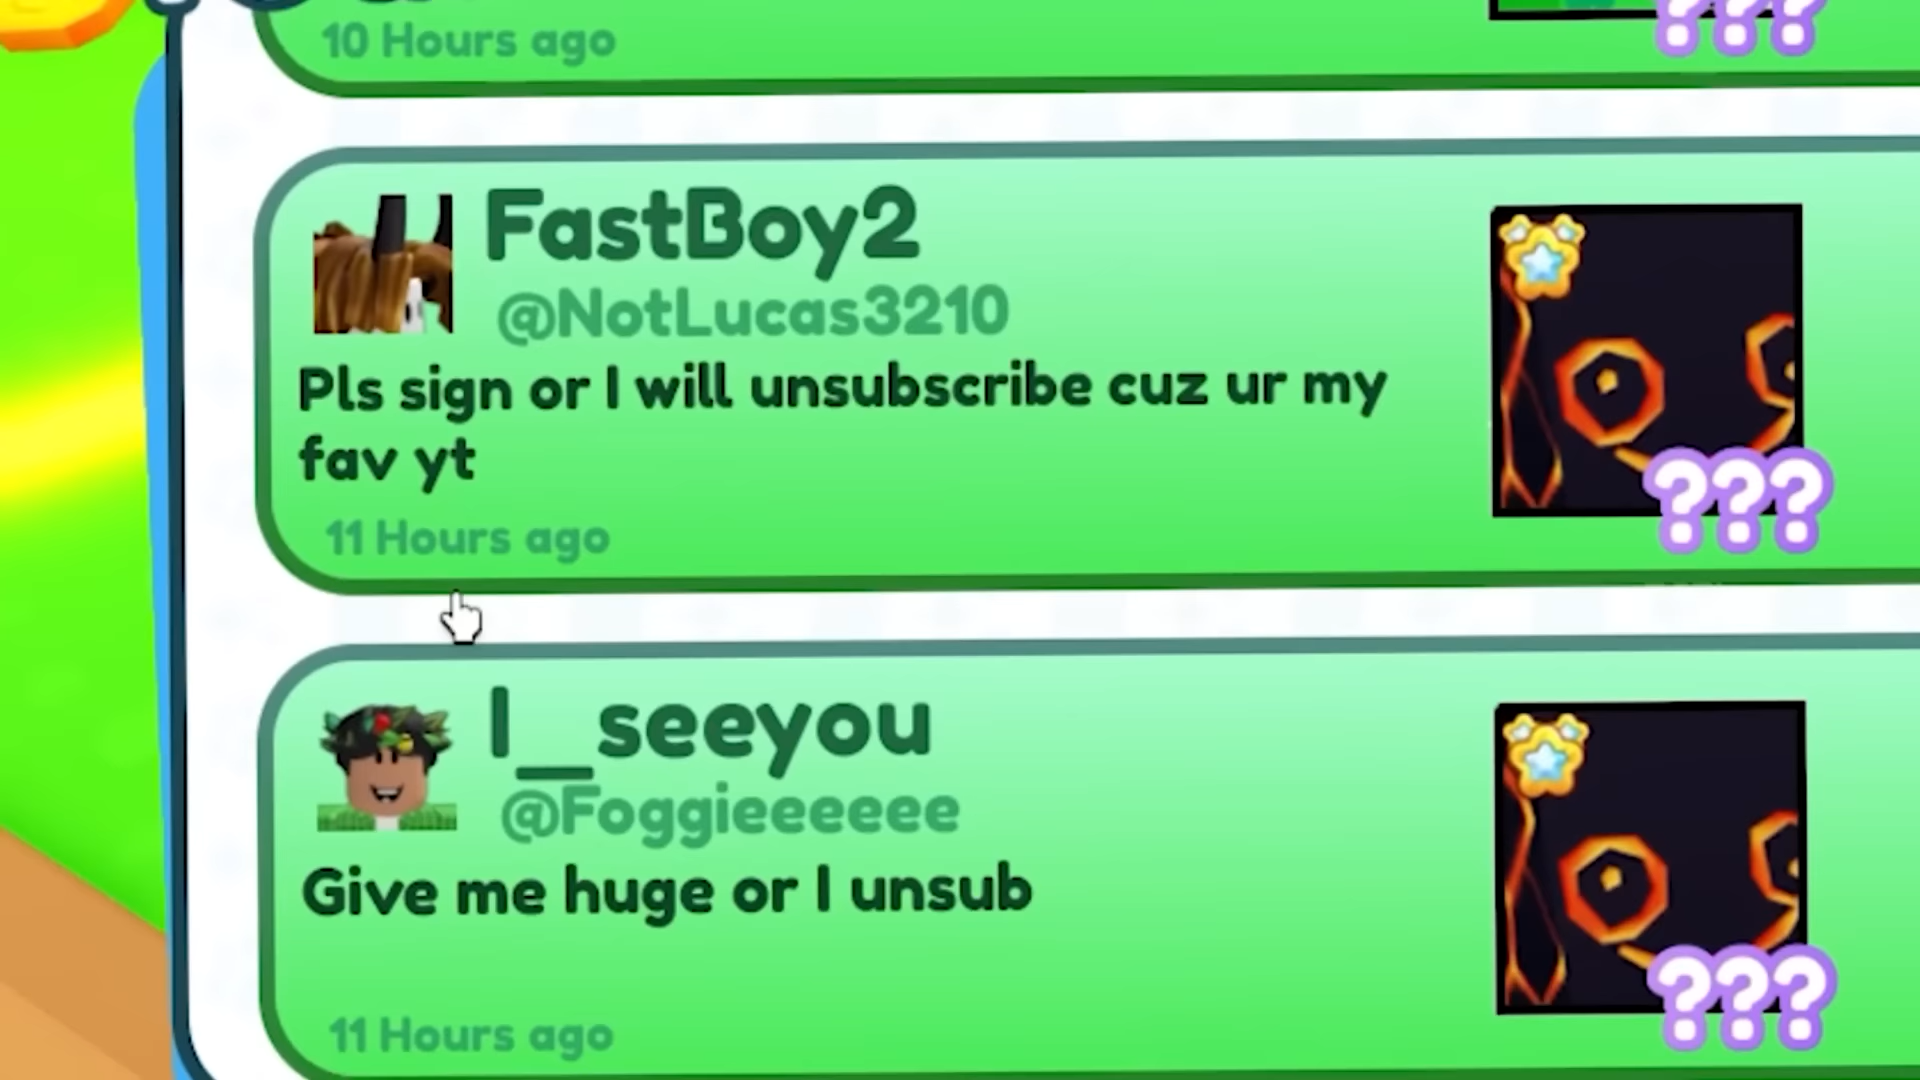 10 Hours ago
???
FastBoy2
@NotLucas3210
Pls sign or I will unsubscribe cuz ur my
fav yt
11 Hours ago
???
I_seeyou
@Foggieeeeee
Give me huge or I unsub
11 Hours ago
???